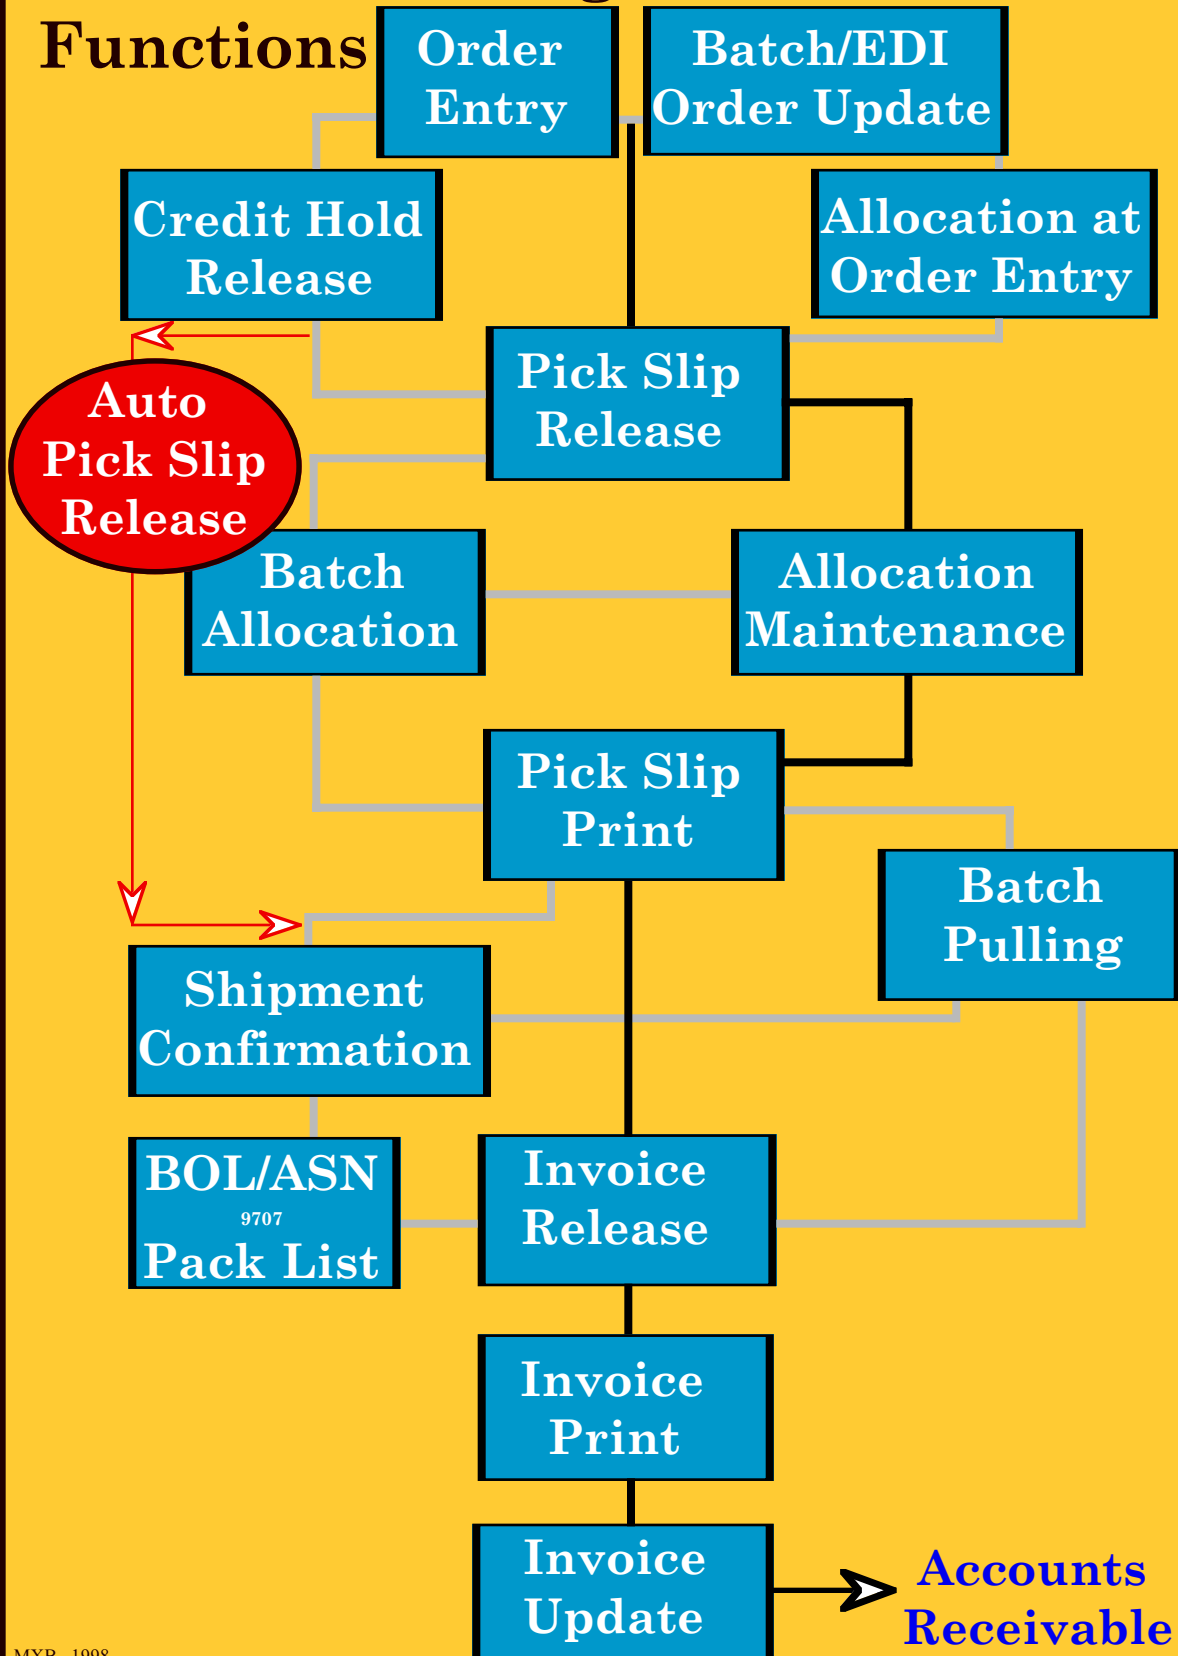 Functions
Order
Entry
Batch/EDI
Order Update
Credit Hold
Release
Allocation at
Order Entry
Pick Slip
Release
Auto
Pick Slip
Release
Batch
Allocation
Allocation
Maintenance
Pick Slip
Print
Batch
Pulling
Shipment
Confirmation
BOL/ASN
9707
Pack List
Invoice
Release
Invoice
Print
Invoice
Update
Accounts
Receivable
1998